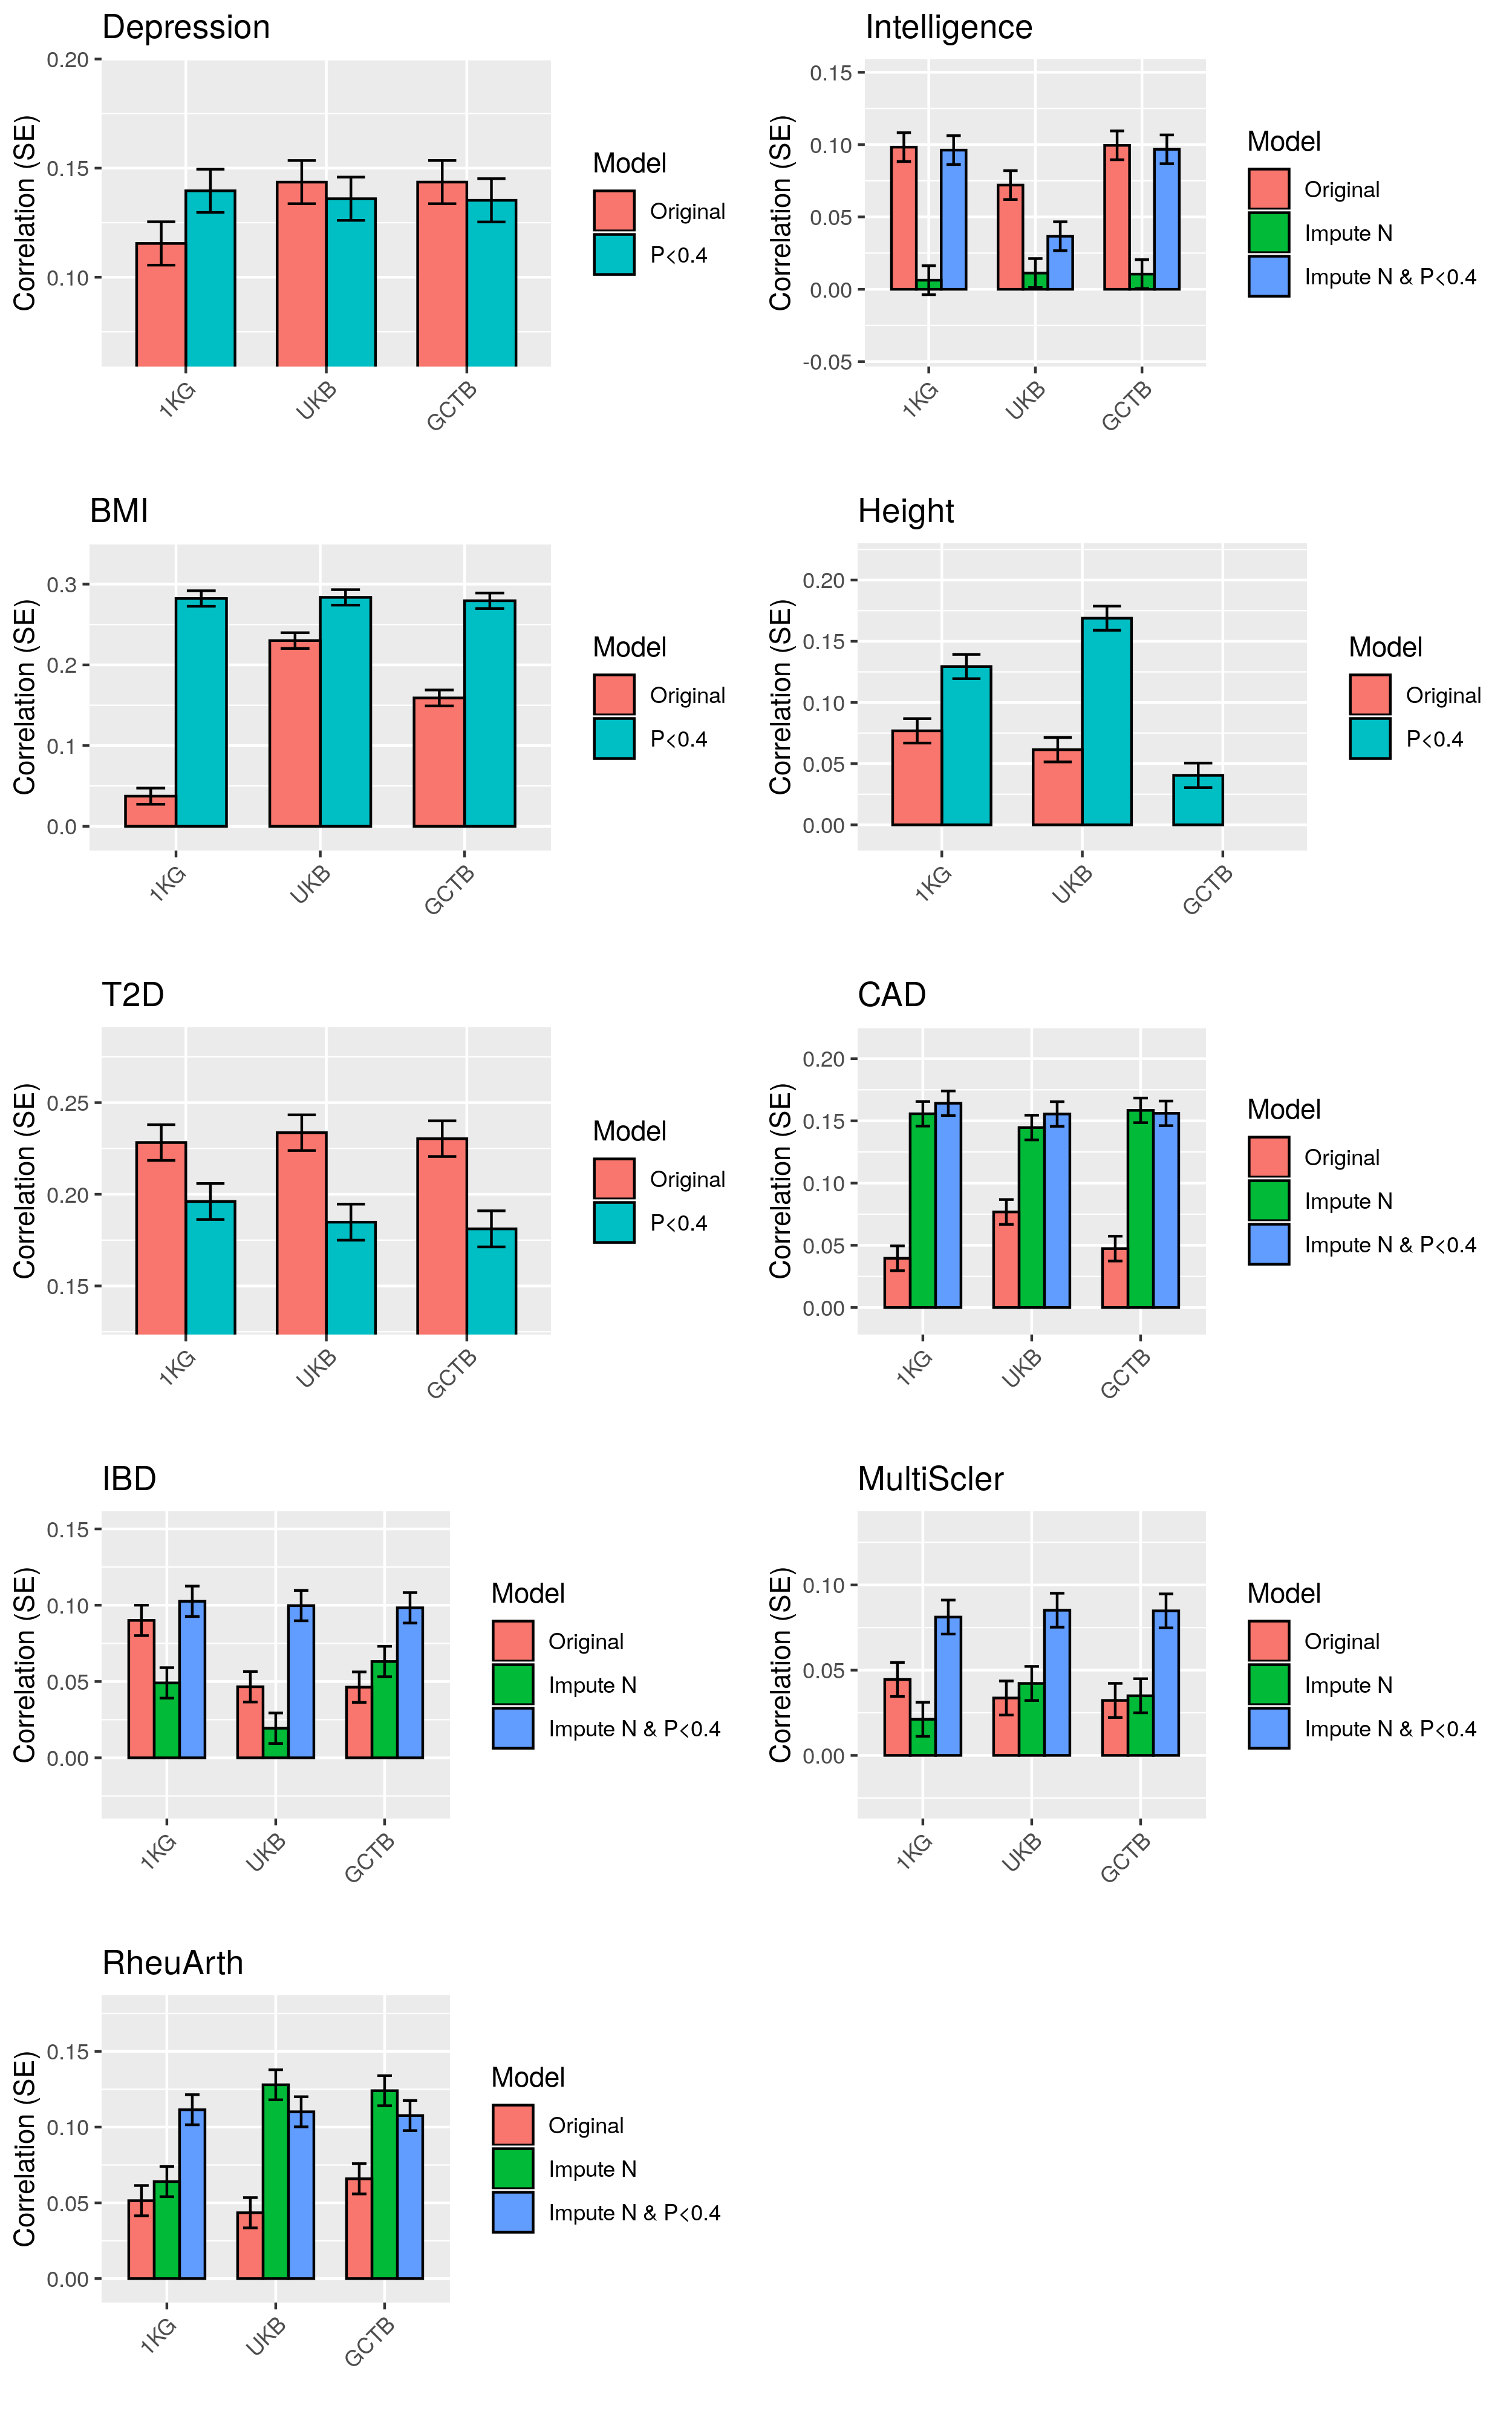 Depression
Correlation (SE)
0.20
0.15
0.10
1KG
UKB
GCTB
Model
Original
P<0.4
Intelligence
Correlation (SE)
0.15
0.10
0.05
0.00
-0.05
1KG
UKB
GCTB
Model
Original
Impute N
Impute N & P<0.4
BMI
Correlation (SE)
0.3
0.2
0.1
0.0
1KG
UKB
GCTB
Model
Original
P<0.4
Height
Correlation (SE)
0.20
0.15
0.10
0.05
0.00
1KG
UKB
GCTB
Model
Original
P<0.4
T2D
Correlation (SE)
0.25
0.20
0.15
1KG
UKB
GCTB
Model
Original
P<0.4
CAD
Correlation (SE)
0.20
0.15
0.10
0.05
0.00
1KG
UKB
GCTB
Model
Original
Impute N
Impute N & P<0.4
IBD
Correlation (SE)
0.15
0.10
0.05
0.00
1KG
UKB
GCTB
Model
Original
Impute N
Impute N & P<0.4
MultiScler
Correlation (SE)
0.10
0.05
0.00
1KG
UKB
GCTB
Model
Original
Impute N
Impute N & P<0.4
RheuArth
Correlation (SE)
0.15
0.10
0.05
0.00
1KG
UKB
GCTB
Model
Original
Impute N
Impute N & P<0.4